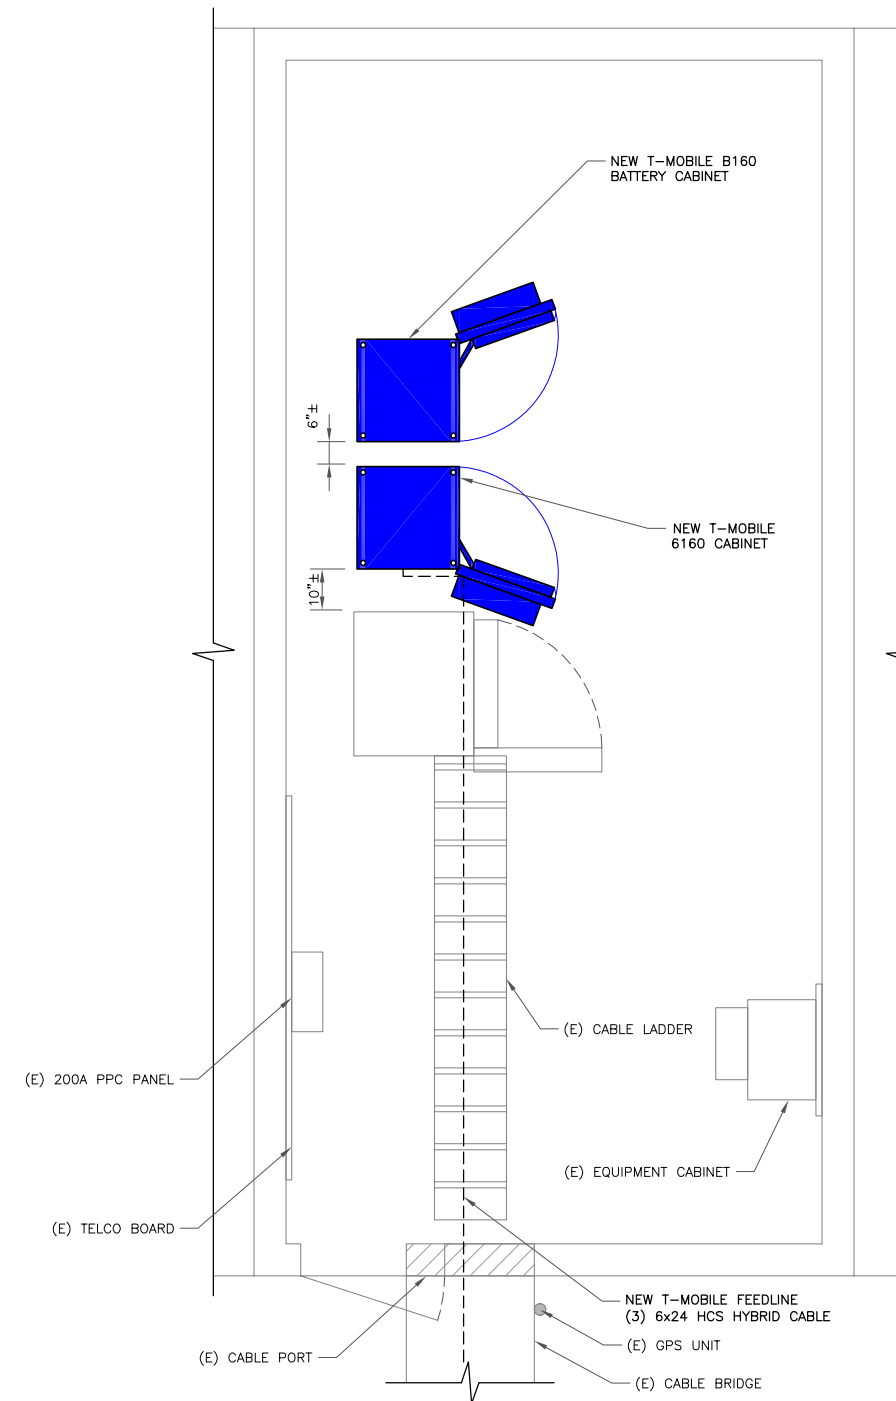 NEW T-MOBILE B160
BATTERY CABINET
6"±
NEW T-MOBILE
6160 CABINET
10"±
(E) CABLE LADDER
(E) 200A PPC PANEL
(E) EQUIPMENT CABINET
(E) TELCO BOARD
NEW T-MOBILE FEEDLINE
(3) 6x24 HCS HYBRID CABLE
(E) GPS UNIT
(E) CABLE PORT
(E) CABLE BRIDGE